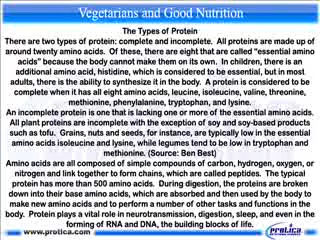 Vegetarians and Good Nutrition
The Types of Protein
There are two types of protein: complete and incomplete.  All proteins are made up of
around twenty amino acids.  Of these, there are eight that are called "essential amino
acids" because the body cannot make them on its own.  In children, there is an
additional amino acid, histidine, which is considered to be essential, but in most
adults, there is the ability to synthesize it in the body.  A protein is considered to be
complete when it has all eight amino acids, leucine, isoleucine, valine, threonine,
methionine, phenylalanine, tryptophan, and lysine.
An incomplete protein is one that is lacking one or more of the essential amino acids.
All plant proteins are incomplete with the exception of soy and soy-based products
such as tofu.  Grains, nuts and seeds, for instance, are typically low in the essential
amino acids isoleucine and lysine, while legumes tend to be low in tryptophan and
methionine. (Source: Ben Best)
Amino acids are all composed of simple compounds of carbon, hydrogen, oxygen, or
nitrogen and link together to form chains, which are called peptides.  The typical
protein has more than 500 amino acids.  During digestion, the proteins are broken
down into their base amino acids, which are absorbed and then used by the body to
make new amino acids and to perform a number of other tasks and functions in the
body.  Protein plays a vital role in neurotransmission, digestion, sleep, and even in the
forming of RNA and DNA, the building blocks of life.
www.protica.com
protica